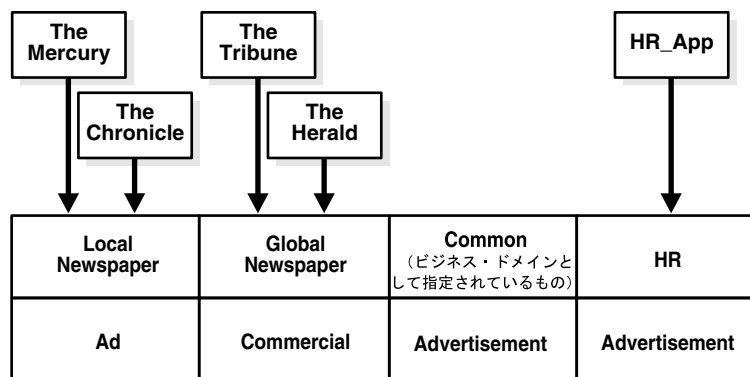 The
Mercury
The
Tribune
HR_App
The
Chronicle
The
Herald
Local
Newspaper
Global
Newspaper
Common
（ビジネス・ドメインと
して指定されているもの）
HR
Ad
Commercial
Advertisement
Advertisement